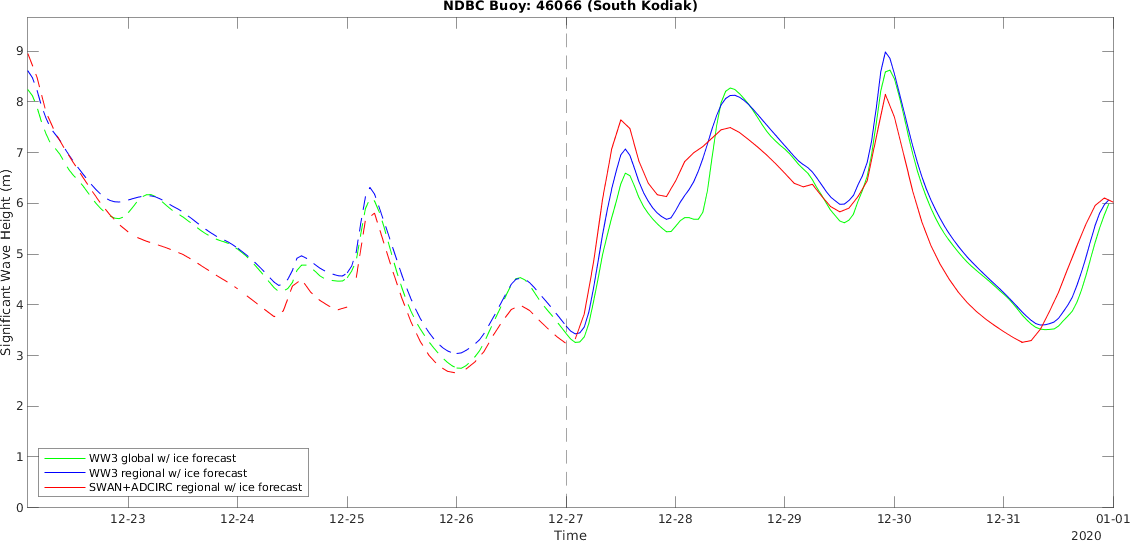 NDBC Buoy: 46066 (South Kodiak)
Significant Wave Height (m)
9
8
7
6
5
4
3
2
1
0
WW3 global w/ ice forecast
WW3 regional w/ ice forecast
SWAN+ADCIRC regional w/ ice forecast
12-23 12-24 12-25 12-26 12-27 12-28 12-29 12-30 12-31 01-01
Time
2020